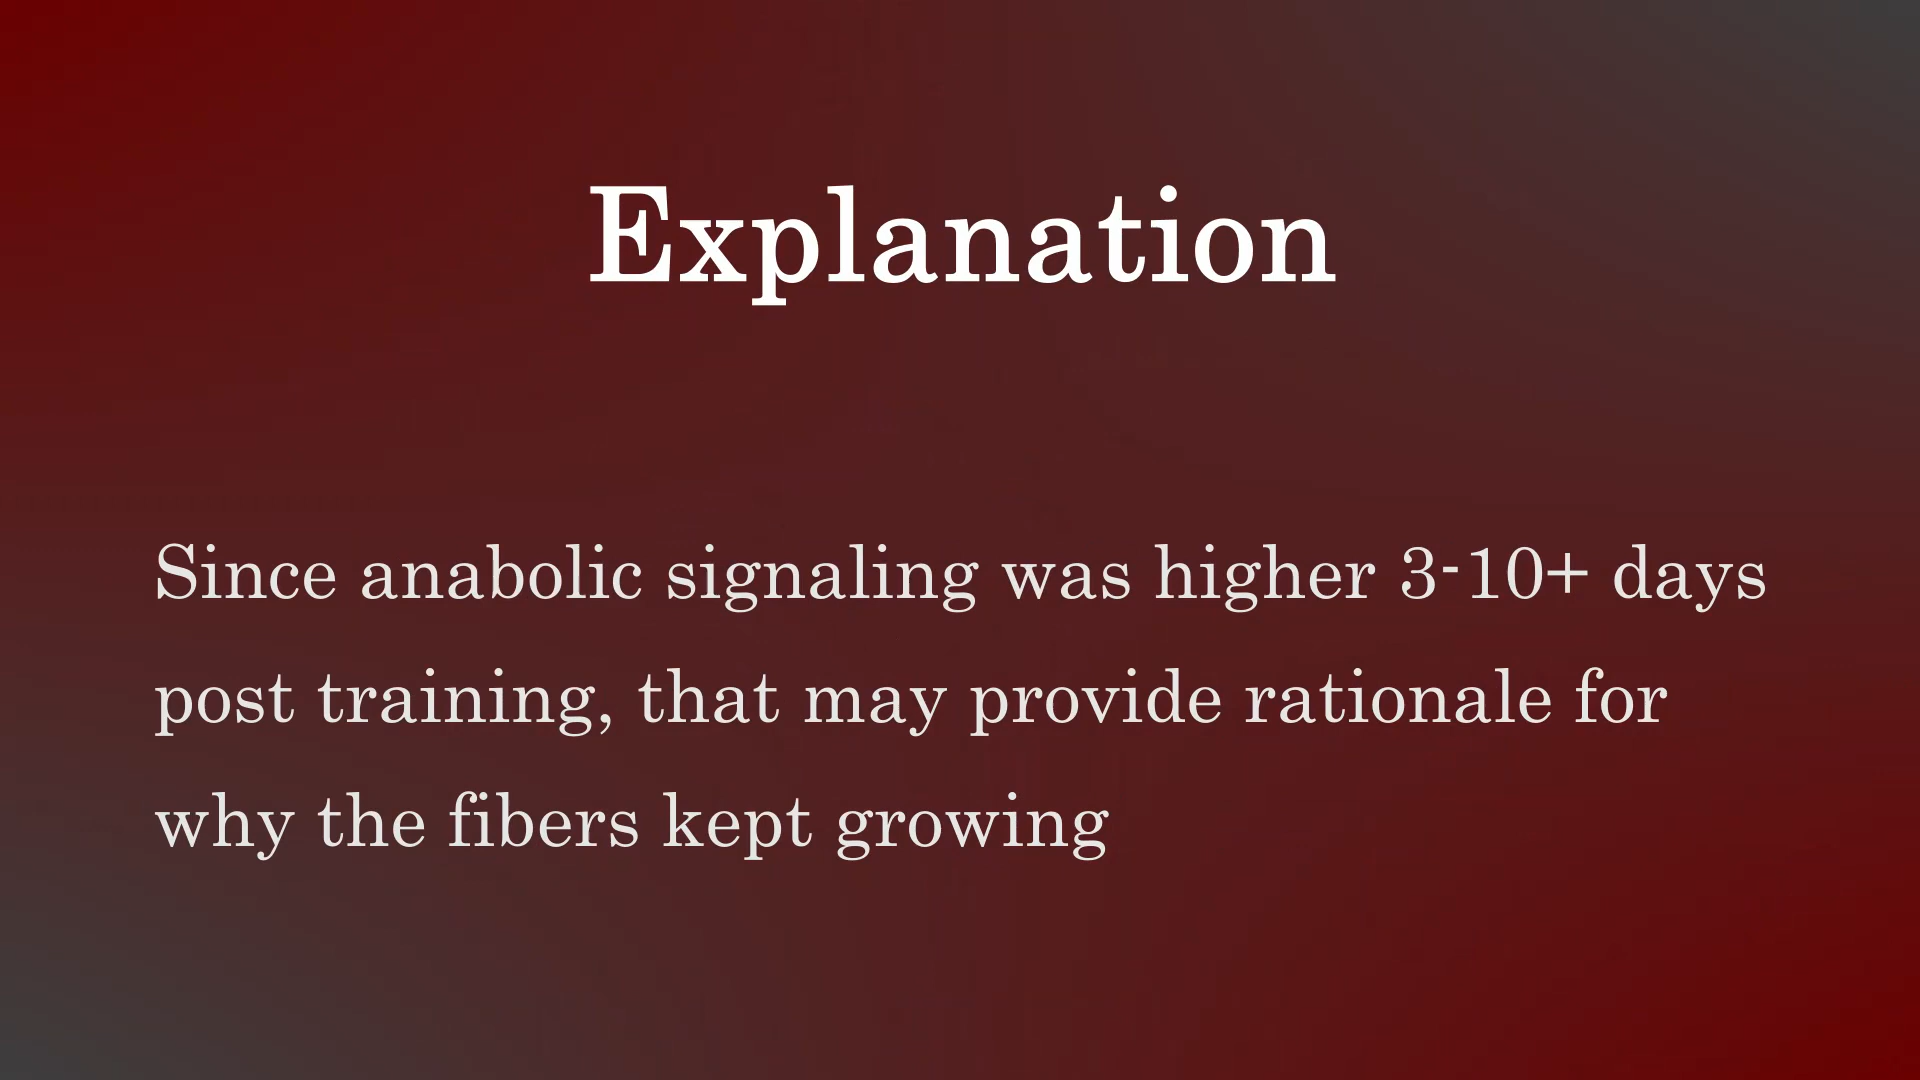 Explanation
Since anabolic signaling was higher 3-10+ days
post training, that may provide rationale for
why the fibers kept growing